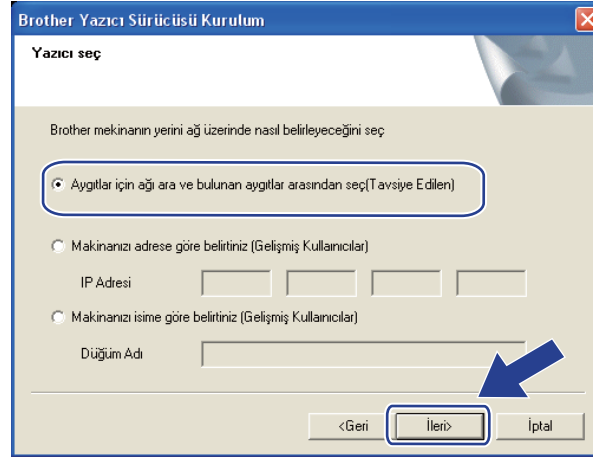 Brother Yazıcı Sürücüsü Kurulum
Yazıcı seç
Brother mekinanın yerini ağ üzerinde nasıl belirleyeceğini seç
Aygıtlar için ağı ara ve bulunan aygıtlar arasından seç(Tavsiye Edilen)
Makinanızı adrese göre belirtiniz (Gelişmiş Kullanıcılar)
IP Adresi
Makinanızı isime göre belirtiniz (Gelişmiş Kullanıcılar)
Düğüm Adı
<Geri İleri> İptal